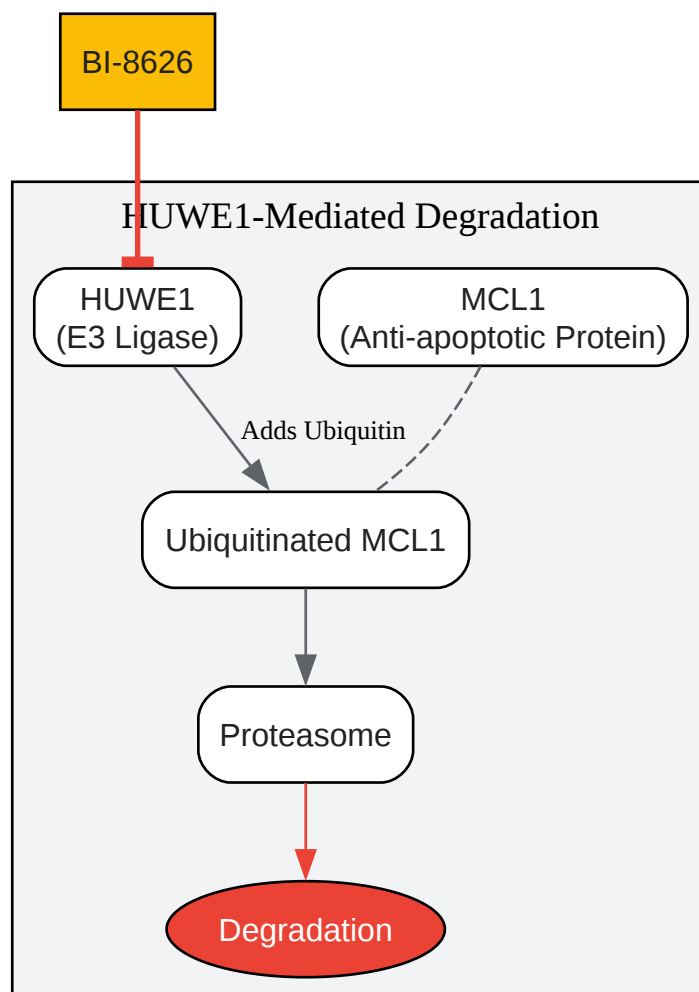 BI-8626
HUWE1-Mediated Degradation
HUWE1
(E3 Ligase)
MCL1
(Anti-apoptotic Protein)
Adds Ubiquitin
Ubiquitinated MCL1
Proteasome
Degradation